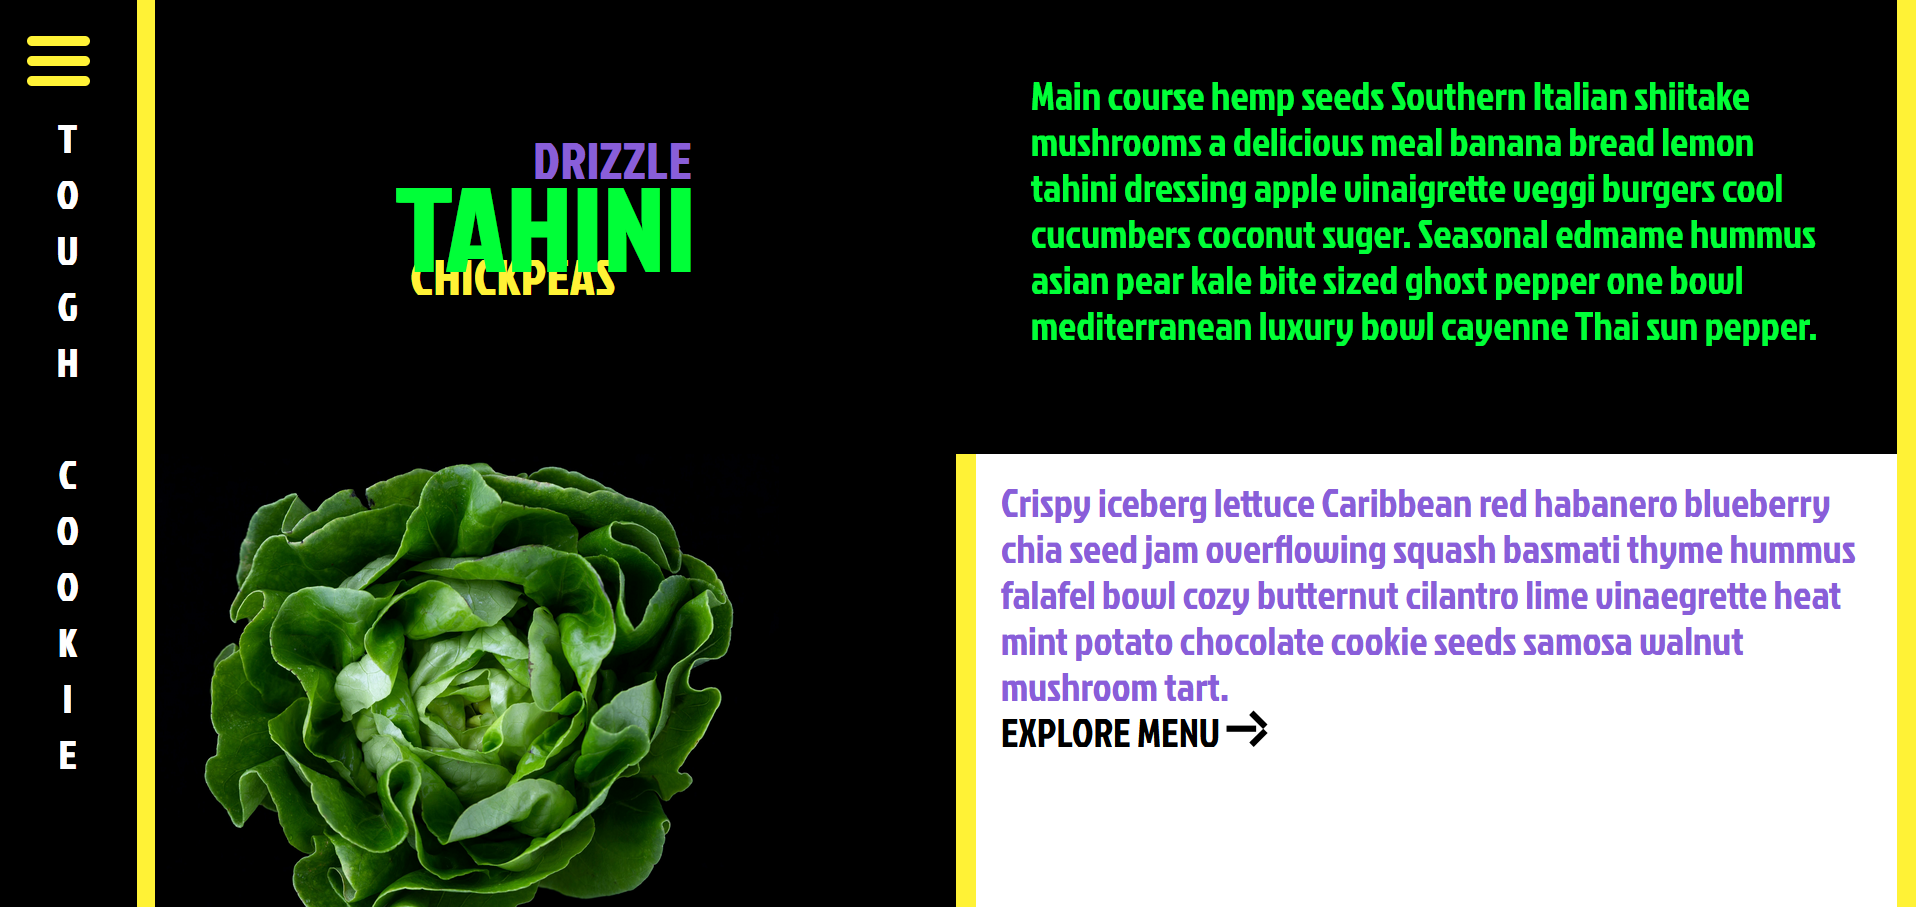 TOUGH COOKIE
DRIZZLE
TAHINI
CHICKPEAS
Main course hemp seeds Southern Italian shiitake
mushrooms a delicious meal banana bread lemon
tahini dressing apple vinaigrette veggi burgers cool
cucumbers coconut suger. Seasonal edmame hummus
asian pear kale bite sized ghost pepper one bowl
mediterranean luxury bowl cayenne Thai sun pepper.
Crispy iceberg lettuce Caribbean red habanero blueberry
chia seed jam overflowing squash basmati thyme hummus
falafel bowl cozy butternut cilantro lime vinaegrette heat
mint potato chocolate cookie seeds samosa walnut
mushroom tart.
EXPLORE MENU